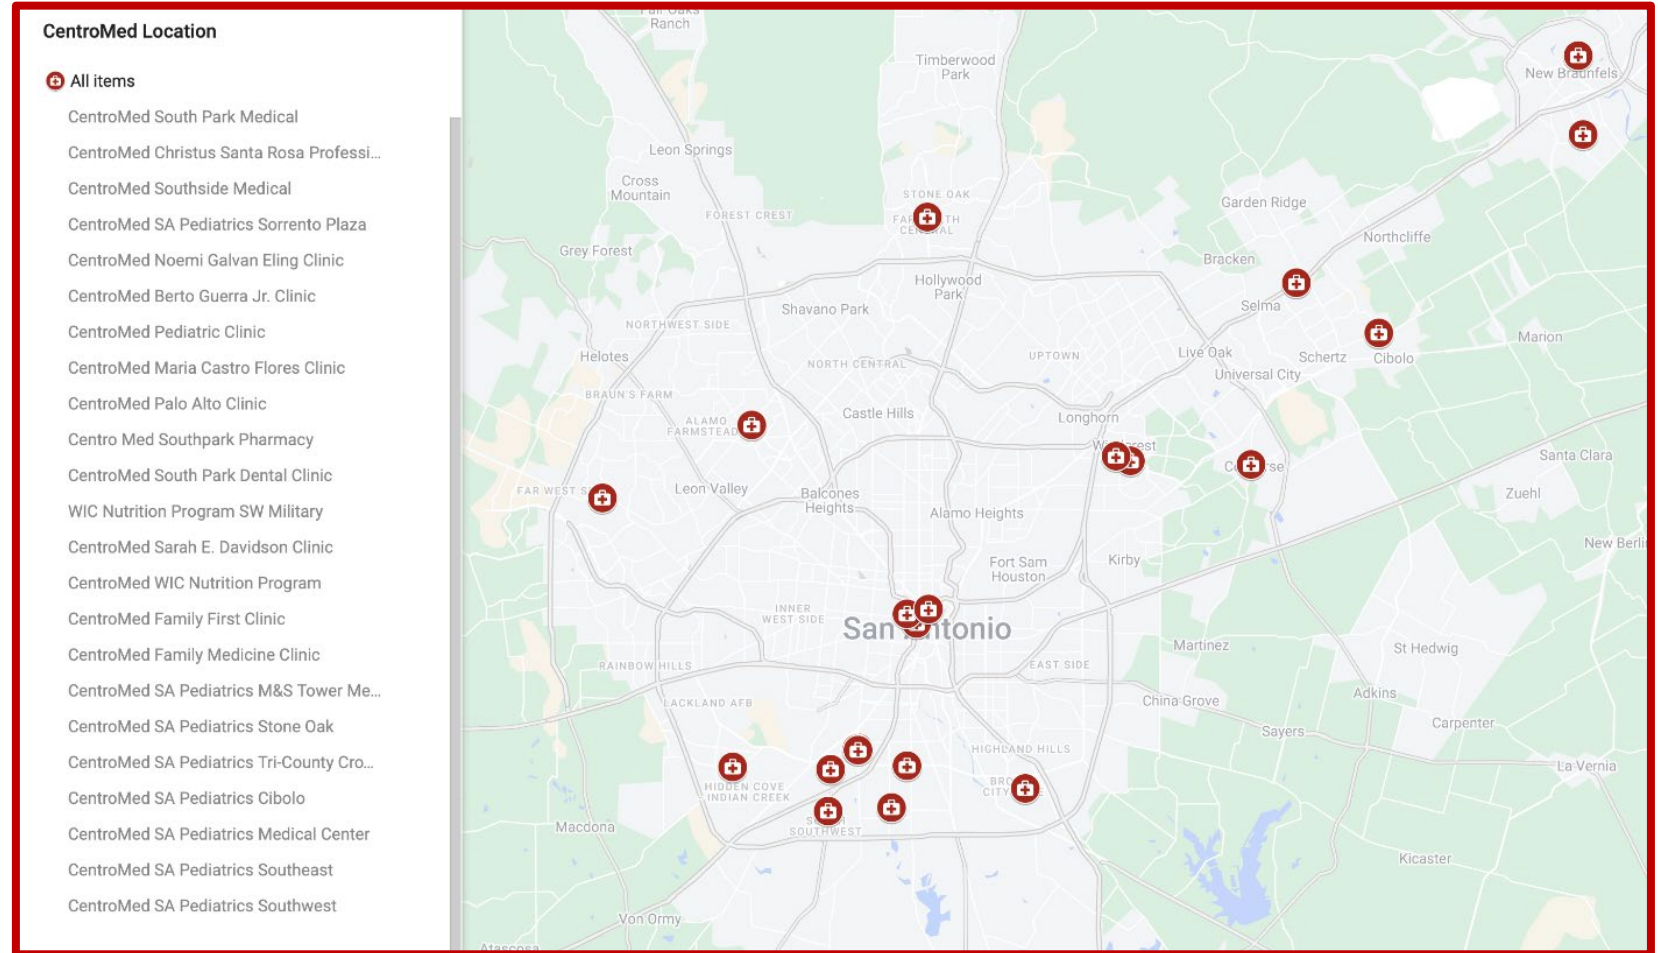 CentroMed Location
All items
CentroMed South Park Medical
CentroMed Christus Santa Rosa Professi...
CentroMed Southside Medical
CentroMed SA Pediatrics Sorrento Plaza
CentroMed Noemi Galvan Eling Clinic
CentroMed Berto Guerra Jr. Clinic
CentroMed Pediatric Clinic
CentroMed Maria Castro Flores Clinic
CentroMed Palo Alto Clinic
Centro Med Southpark Pharmacy
CentroMed South Park Dental Clinic
WIC Nutrition Program SW Military
CentroMed Sarah E. Davidson Clinic
CentroMed WIC Nutrition Program
CentroMed Family First Clinic
CentroMed Family Medicine Clinic
CentroMed SA Pediatrics M&S Tower Me...
CentroMed SA Pediatrics Stone Oak
CentroMed SA Pediatrics Tri-County Cro...
CentroMed SA Pediatrics Cibolo
CentroMed SA Pediatrics Medical Center
CentroMed SA Pediatrics Southeast
CentroMed SA Pediatrics Southwest
Ranch
Timberwood
Park
New Braunfels
Leon Springs
Cross
Mountain
STONE OAK
FOREST CREST
Garden Ridge
Northcliffe
Grey Forest
Bracken
Hollywood
Park
Shavano Park
Selma
NORTHWEST SIDE
Marion
Helotes
UPTOWN
Live Oak
Schertz
Cibolo
NORTH CENTRAL
Universal City
BRAUN'S FARM
Castle Hills
Longhorn
ALAMO
Santa Clara
FAR WEST
Leon Valley
Balcones
Heights
Zuehl
Alamo Heights
Fort Sam
Houston
Kirby
New Berlin
INNER
WEST SIDE
San Antonio
Martinez
St Hedwig
RAINBOW HILLS
EAST SIDE
LACKLAND AFB
China Grove
Adkins
Sayers
Carpenter
HIGHLAND HILLS
La Vernia
HIDDEN COVE
INDIAN CREEK
Macdona
SOUTHWEST
Kicaster
Von Ormy